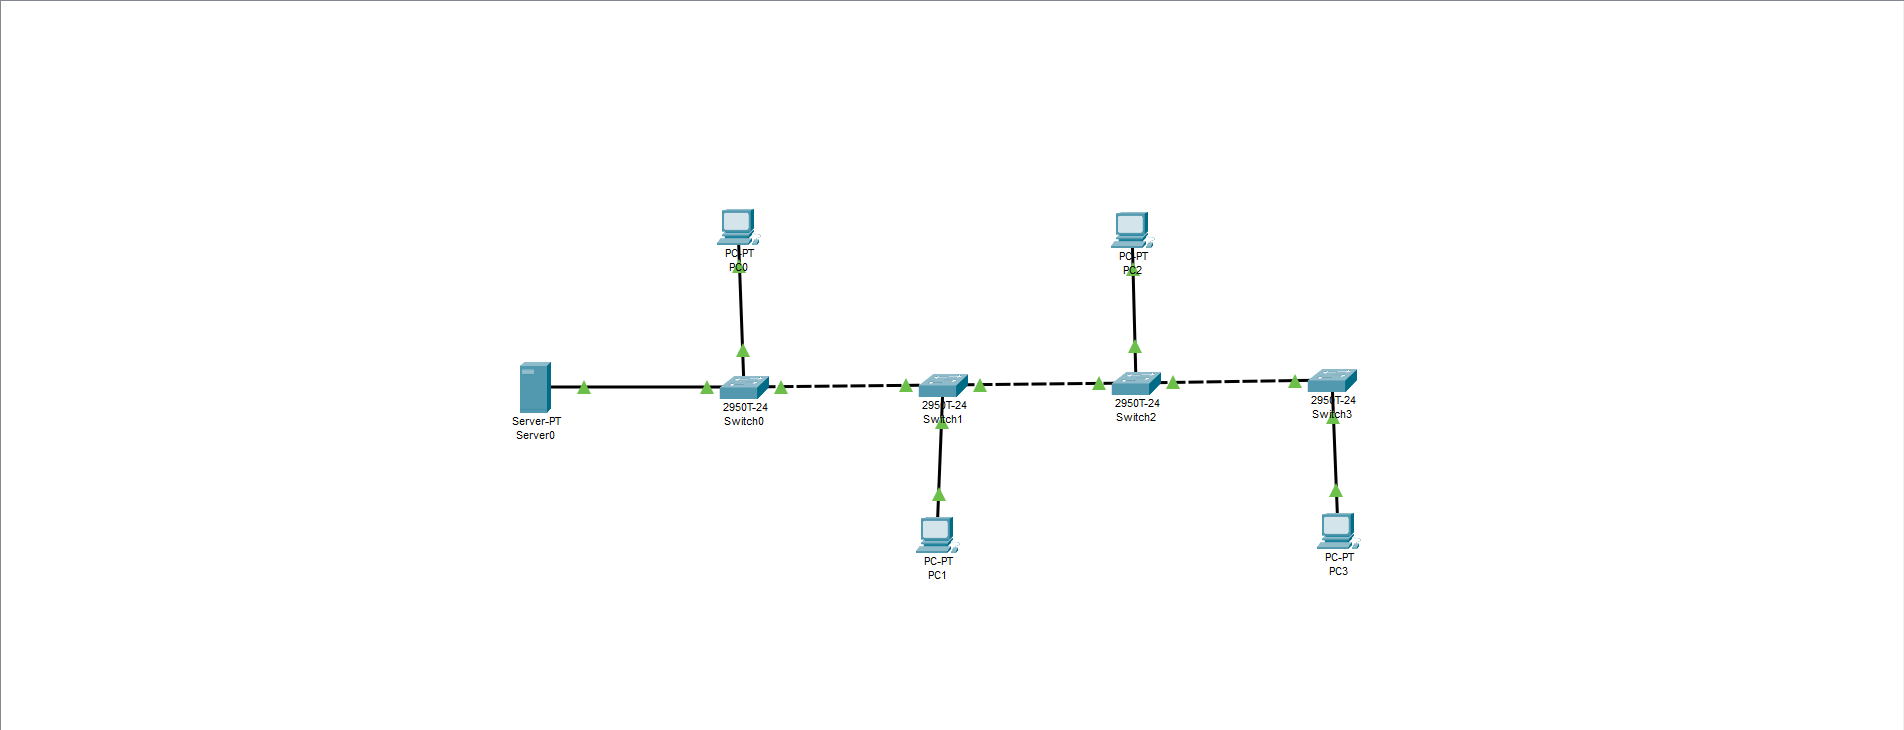 PC-PT
PC0
PC-PT
PC2
Server-PT
Server0
2950T-24
Switch0
2950T-24
Switch1
2950T-24
Switch2
2950T-24
Switch3
PC-PT
PC1
PC-PT
PC3